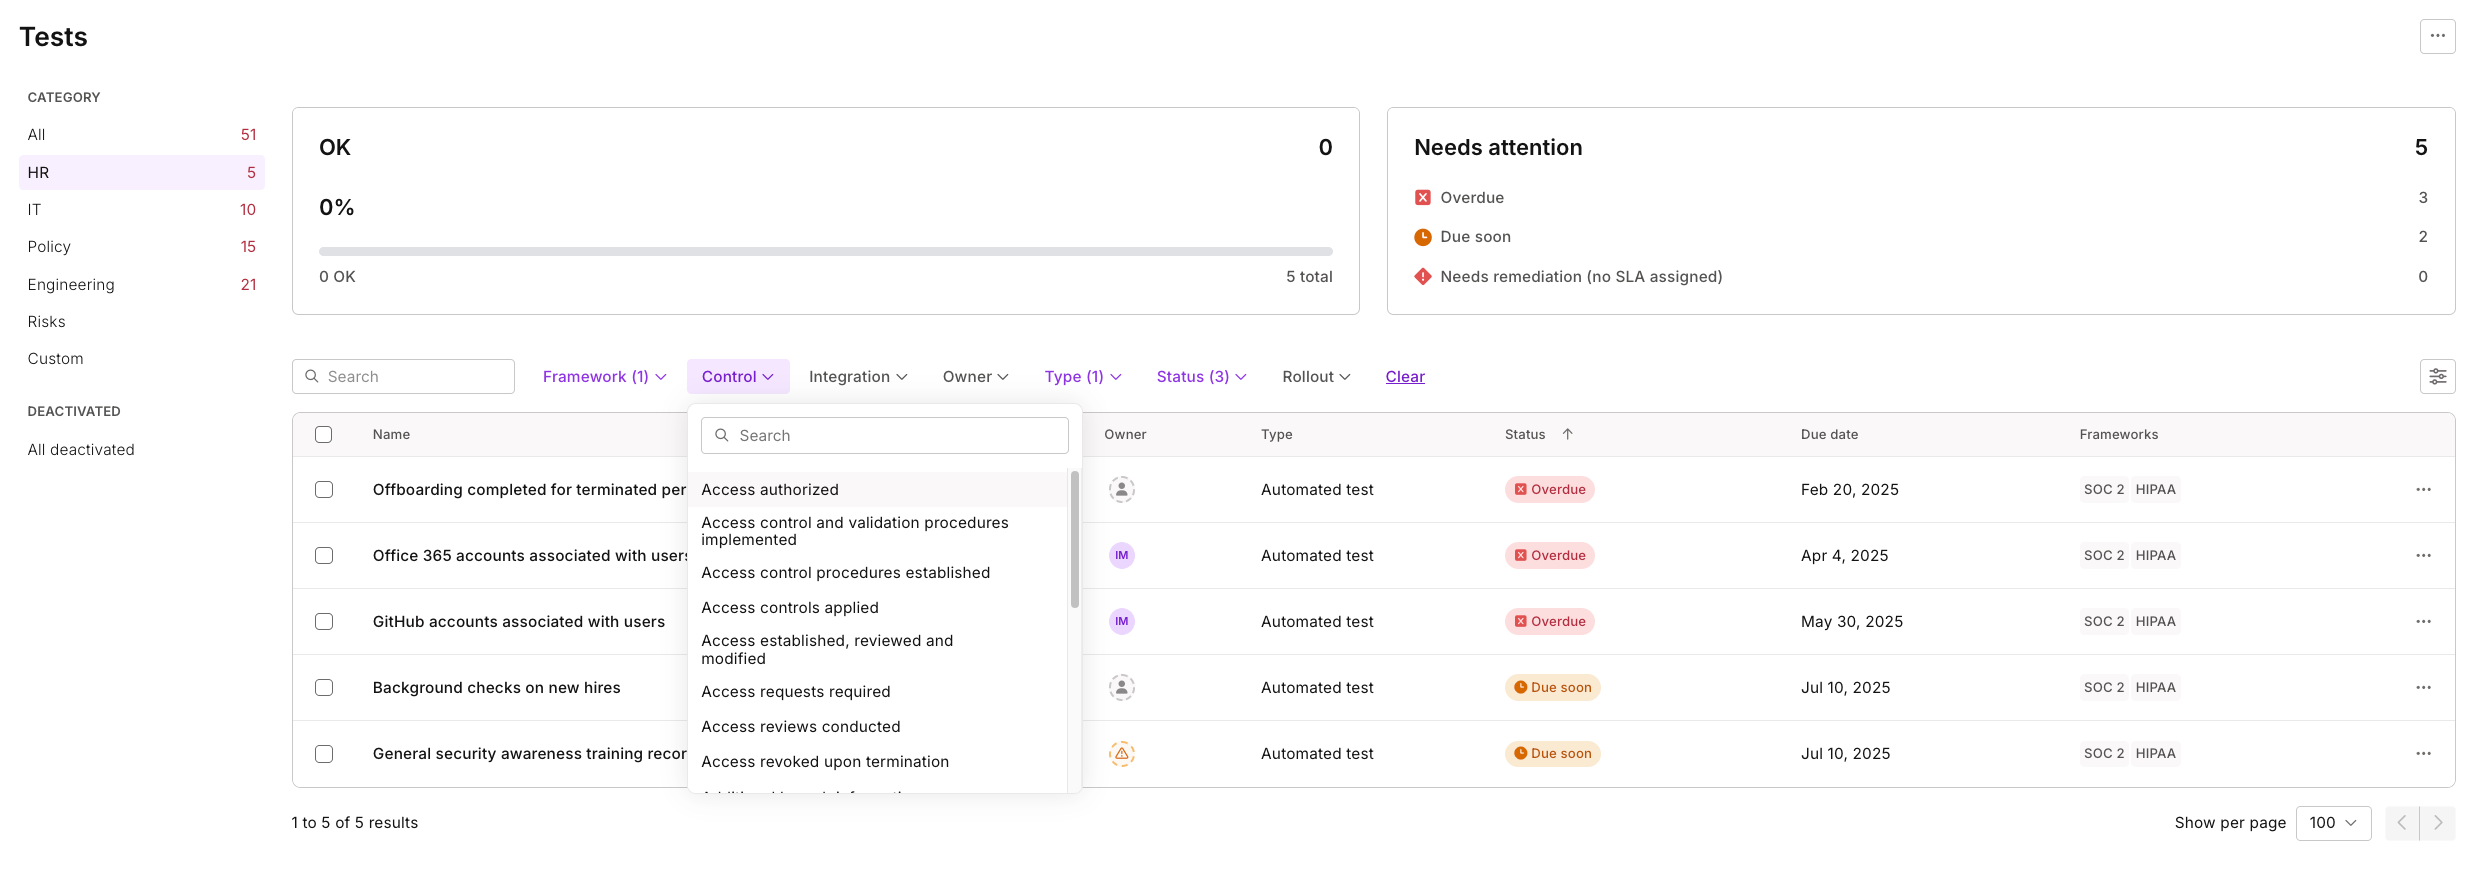 Tests
CATEGORY
All 51
HR 5
IT 10
Policy 15
Engineering 21
Risks
Custom
DEACTIVATED
All deactivated
OK 0
0%
0 OK 5 total
Needs attention 5
Overdue 3
Due soon 2
Needs remediation (no SLA assigned) 0
Search Framework (1) Control Integration Owner Type (1) Status (3) Rollout Clear
Name Owner Type Status Due date Frameworks
Offboarding completed for terminated per Automated test Overdue Feb 20, 2025 SOC 2 HIPAA
Office 365 accounts associated with users IM Automated test Overdue Apr 4, 2025 SOC 2 HIPAA
GitHub accounts associated with users IM Automated test Overdue May 30, 2025 SOC 2 HIPAA
Background checks on new hires Automated test Due soon Jul 10, 2025 SOC 2 HIPAA
General security awareness training recor Automated test Due soon Jul 10, 2025 SOC 2 HIPAA
Search
Access authorized
Access control and validation procedures
implemented
Access control procedures established
Access controls applied
Access established, reviewed and
modified
Access requests required
Access reviews conducted
Access revoked upon termination
1 to 5 of 5 results
Show per page 100